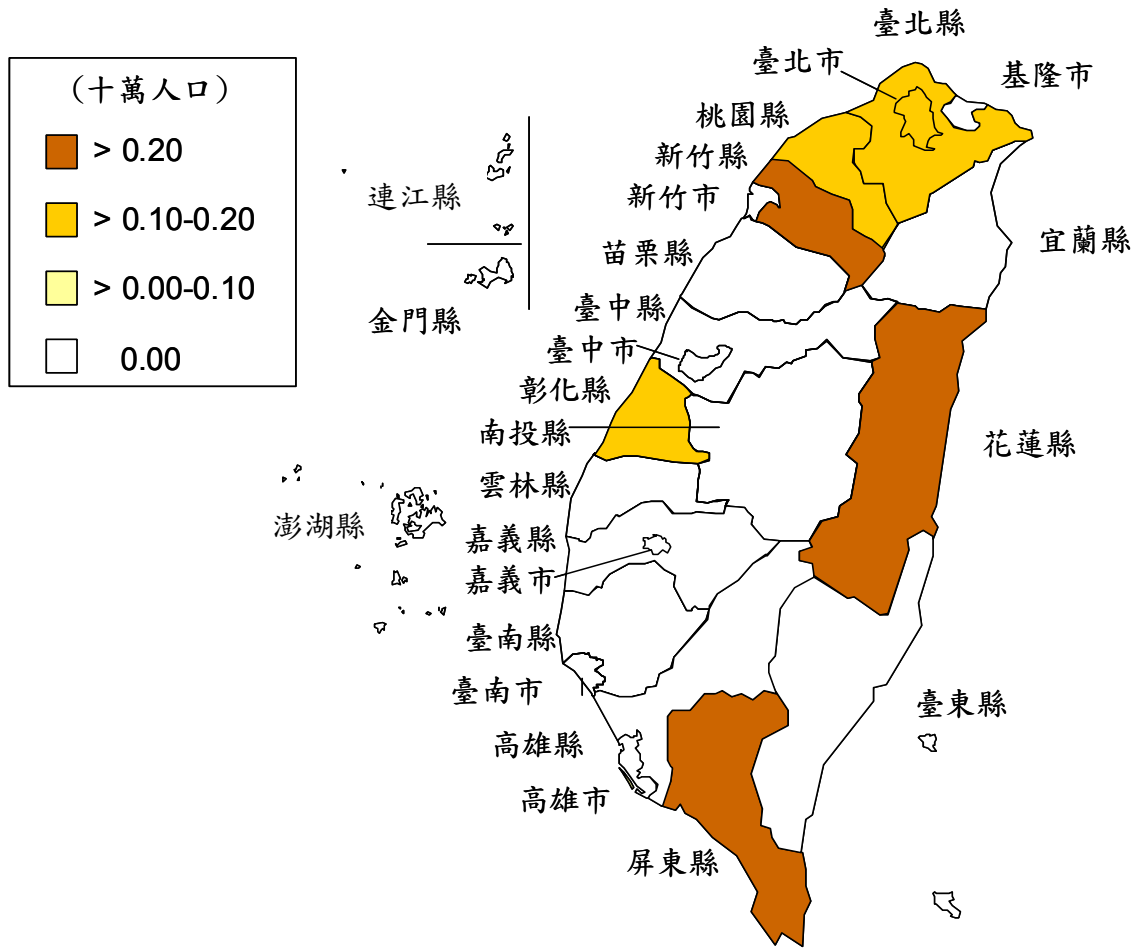 (十萬人口)
> 0.20
> 0.10-0.20
> 0.00-0.10
0.00
臺北縣
臺北市
基隆市
桃園縣
新竹縣
新竹市
連江縣
苗栗縣
宜蘭縣
金門縣
臺中縣
臺中市
彰化縣
南投縣
花蓮縣
雲林縣
澎湖縣
嘉義縣
嘉義市
臺南縣
臺南市
臺東縣
高雄縣
高雄市
屏東縣